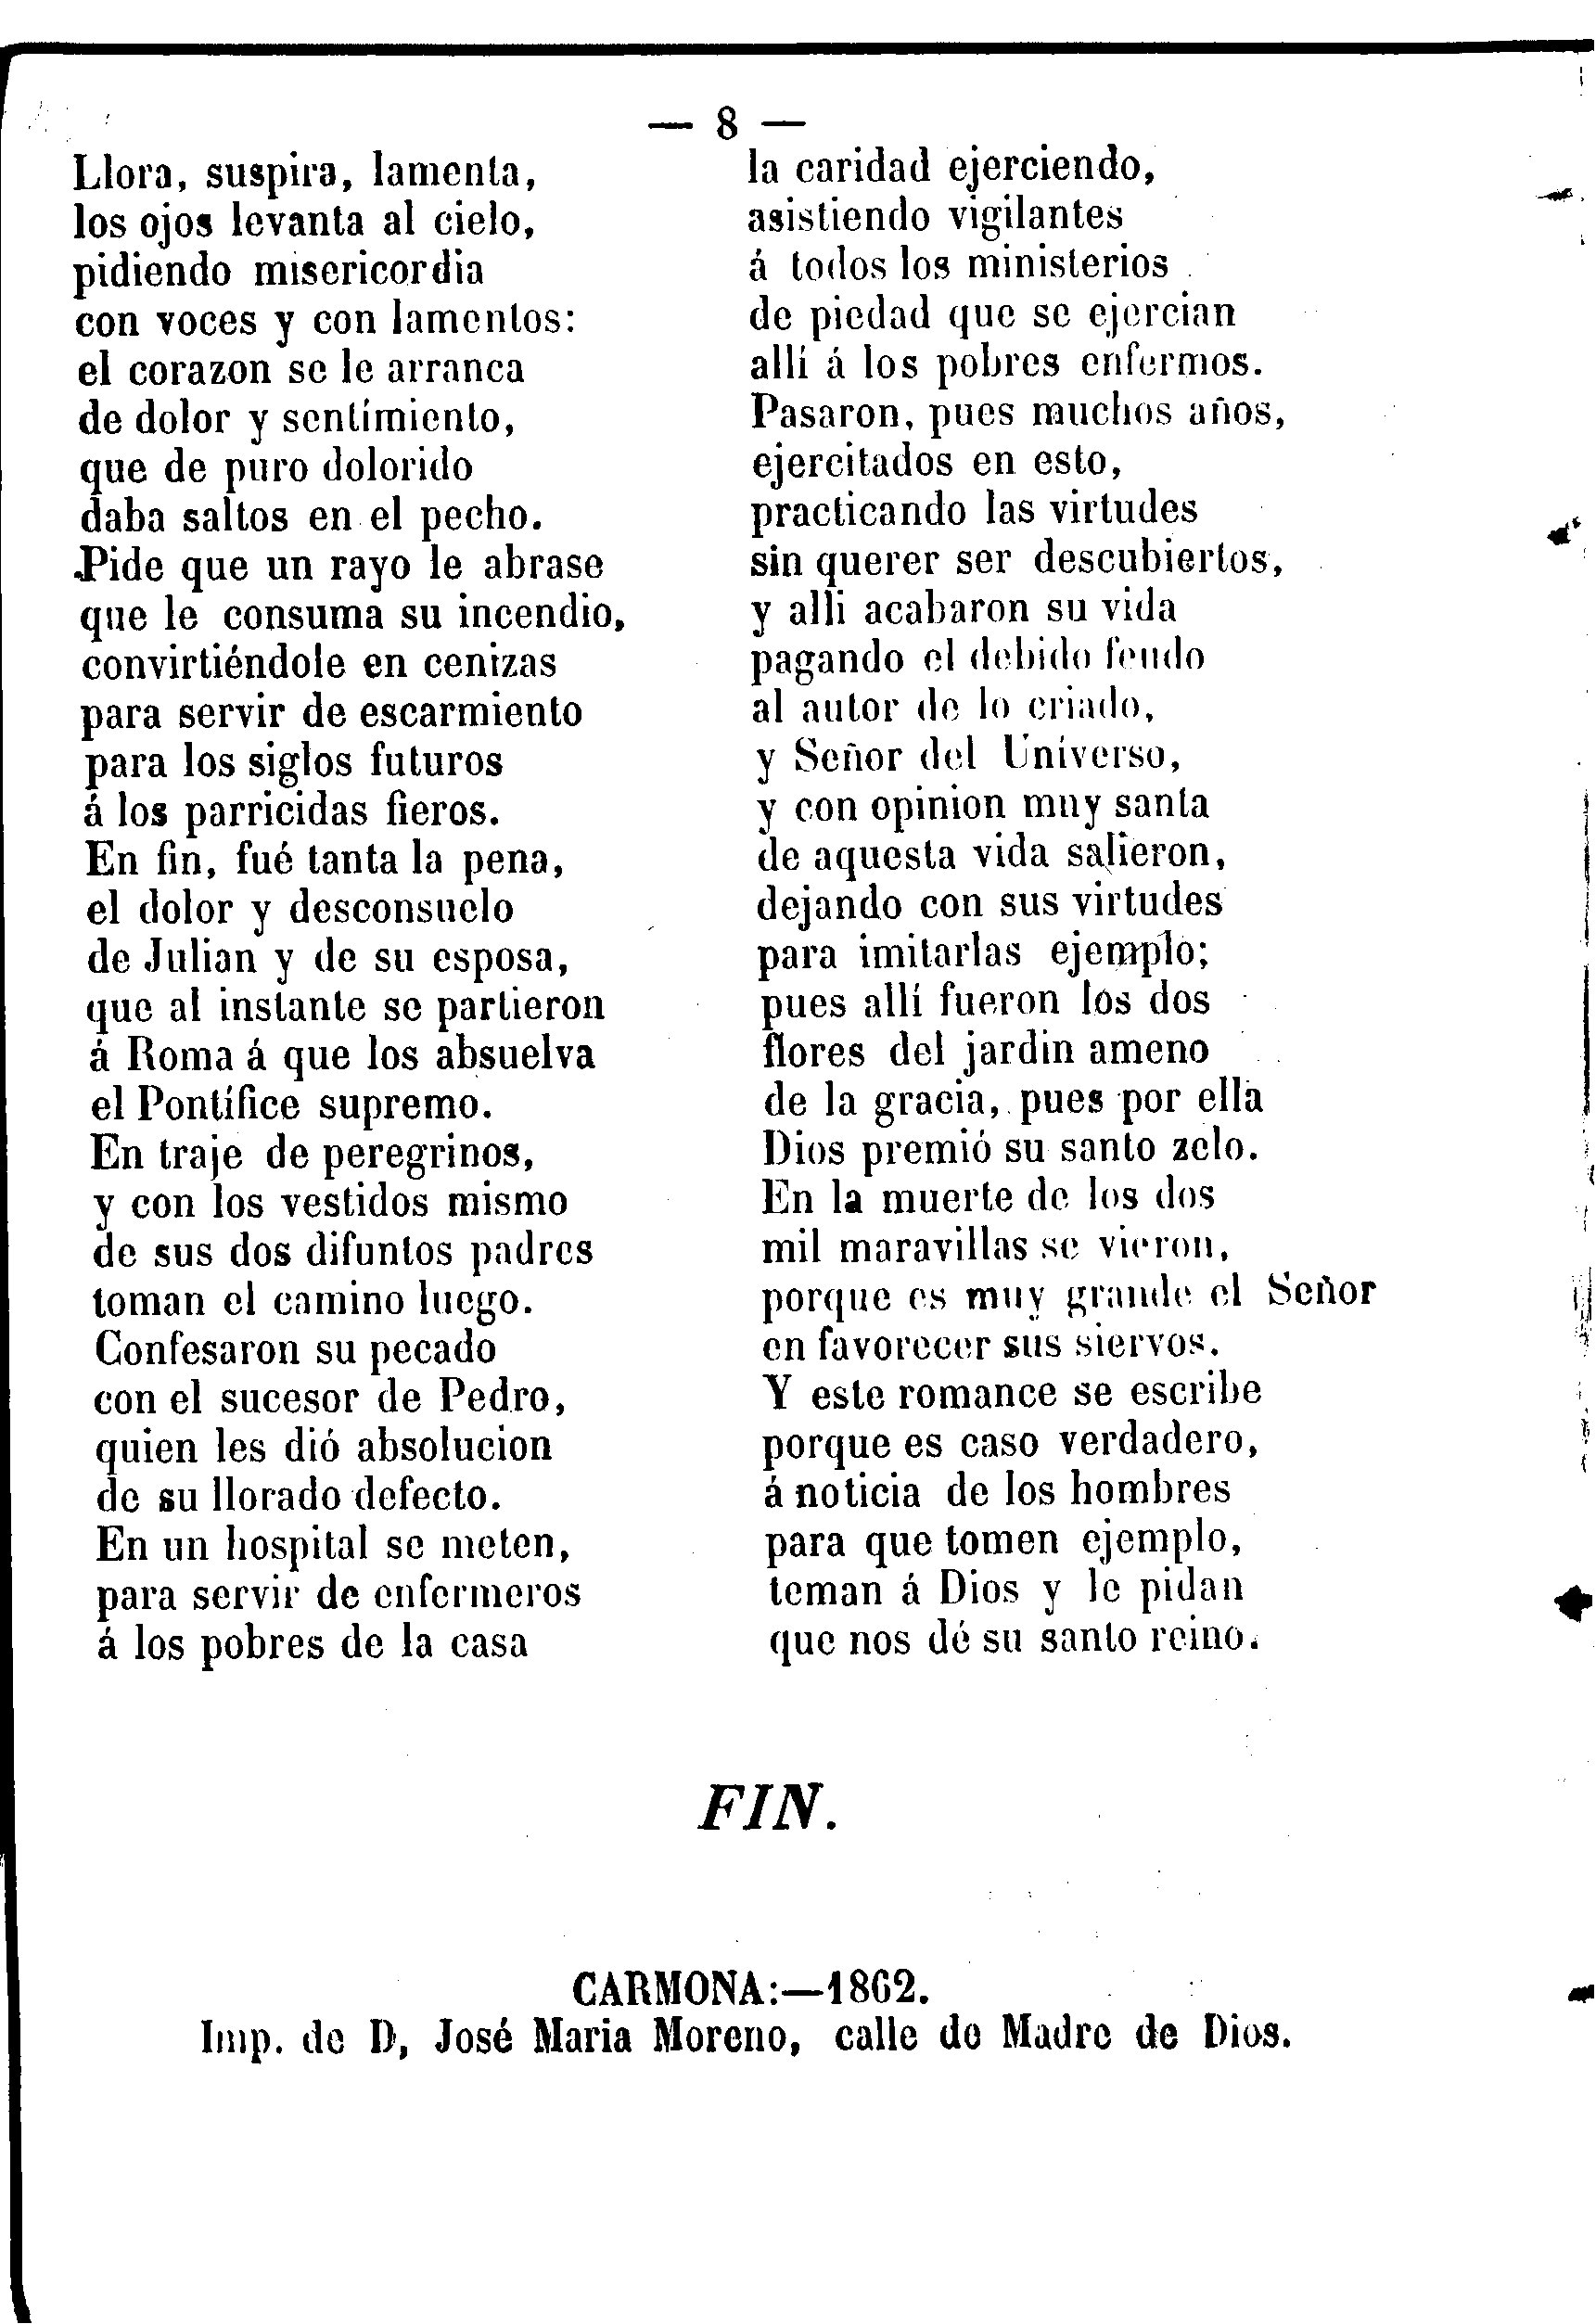 — 8 —
Llora, suspira, lamenta,
los ojos levanta al cielo,
pidiendo misericordia
con voces y con lamentos:
el corazon se le arranca
de dolor y sentímiento,
que de puro dolorido
daba saltos en el pecho.
Pide que un rayo le abrase
que le consuma su incendio,
convirtiéndole en cenizas
para servir de escarmiento
para los siglos futuros
á los parricidas fieros.
En fin, fué tanta la pena,
el dolor y desconsuelo
de Julian y de su esposa,
que al instante se partieron
á Roma á que los absuelva
el Pontífice supremo.
En traje de peregrinos,
y con los vestidos mismo
de sus dos difuntos padres
toman el camino luego.
Confesaron su pecado
con el sucesor de Pedro,
quien les dió absolucion
de su llorado defecto.
En un hospital se meten,
para servir de enfermeros
á los pobres de la casa
la caridad ejerciendo,
asistiendo vigilantes
á todos los ministerios
de piedad que se ejercian
allí á los pobres enfermos.
Pasaron, pues muchos años,
ejercitados en esto,
practicando las virtudes
sin querer ser descubiertos,
y alli acabaron su vida
pagando el debido feudo
al autor de lo criado,
y Señor del Universo,
y con opinion muy santa
de aquesta vida salieron,
dejando con sus virtudes
para imitarlas ejemplo;
pues allí fueron los dos
flores del jardin ameno
de la gracia, pues por ella
Dios premió su santo zelo.
En la muerte de los dos
mil maravillas se vieron,
porque es muy grande el Señor
en favorecer sus siervos.
Y este romance se escribe
porque es caso verdadero,
á noticia de los hombres
para que tomen ejemplo,
teman á Dios y le pidan
que nos dé su santo reino.
FIN.
CARMONA:—1862.
Imp. de D, José Maria Moreno, calle de Madre de Dios.